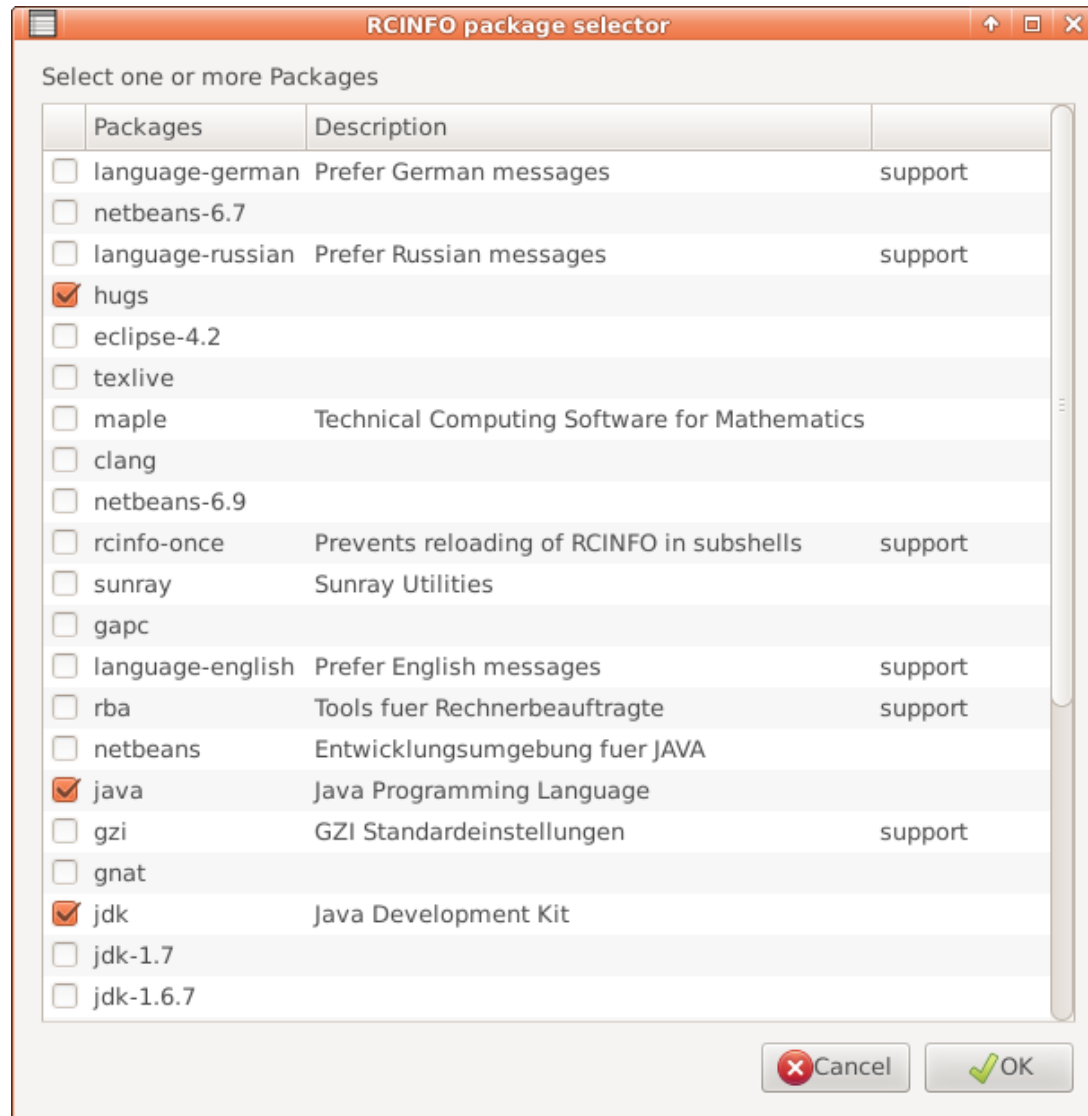 RCINFO package selector
Select one or more Packages
Packages Description
language-german Prefer German messages support
netbeans-6.7
language-russian Prefer Russian messages support
hugs
eclipse-4.2
texlive
maple Technical Computing Software for Mathematics
clang
netbeans-6.9
rcinfo-once Prevents reloading of RCINFO in subshells support
sunray Sunray Utilities
gapc
language-english Prefer English messages support
rba Tools fuer Rechnerbeauftragte support
netbeans Entwicklungsumgebung fuer JAVA
java Java Programming Language
gzi GZI Standardeinstellungen support
gnat
jdk Java Development Kit
jdk-1.7
jdk-1.6.7
Cancel OK